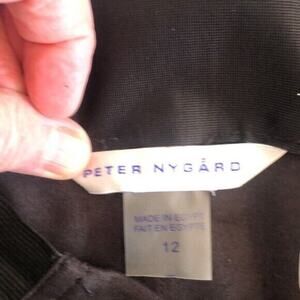 PETER NYGÅRD
MADE IN EGYPT
FAIT EN EGYPTE
12